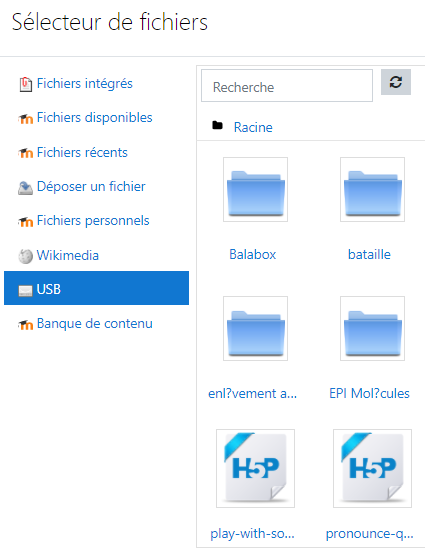 Sélecteur de fichiers
Fichiers intégrés
Fichiers disponibles
Fichiers récents
Déposer un fichier
Fichiers personnels
Wikimedia
USB
Banque de contenu
Recherche
Racine
Balabox
bataille
enl?vement a...
EPI Mol?cules
H5P
H5P
play-with-so...
pronounce-q...